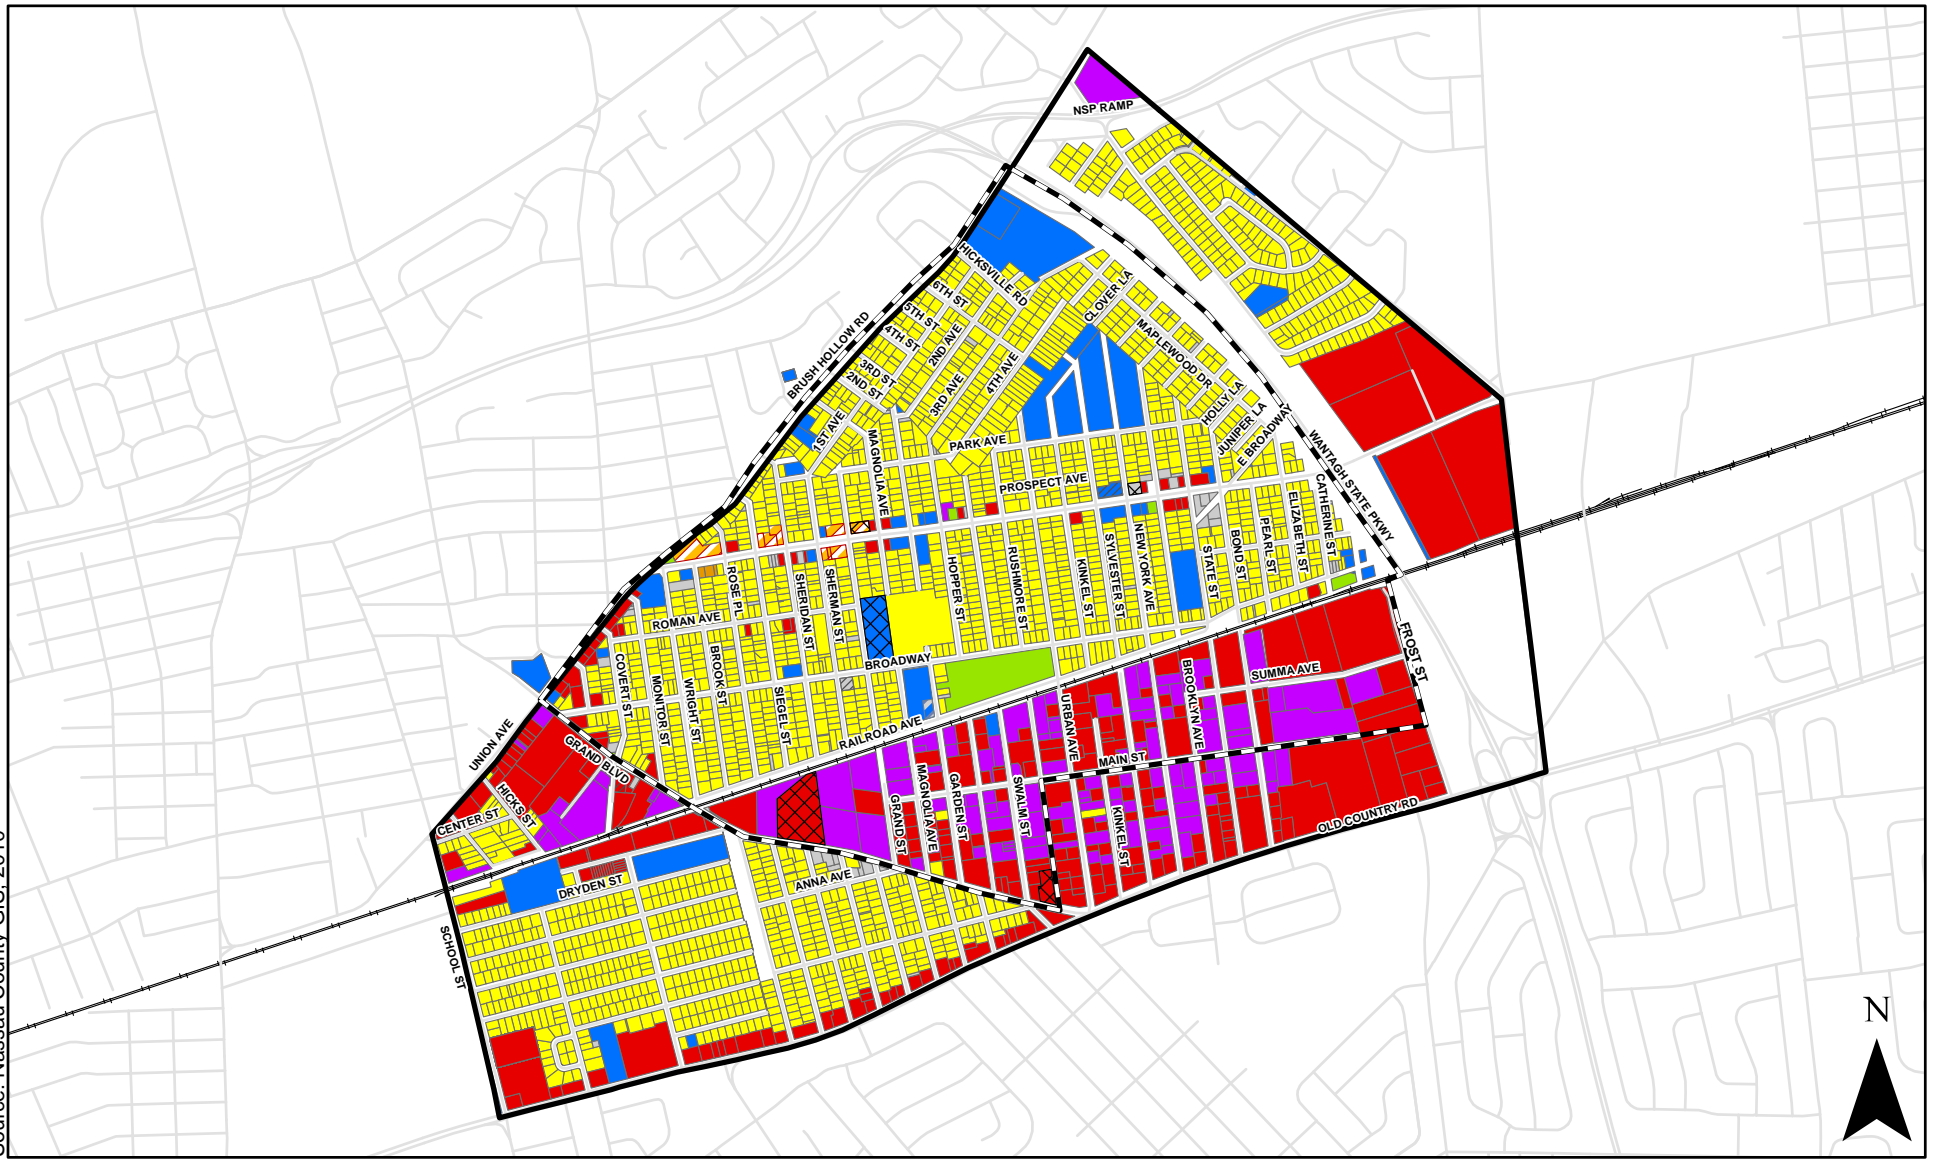 NSP RAMP
HICKSVILLE RD
6TH ST
5TH ST
4TH ST
3RD ST
2ND ST
BRUSH HOLLOW RD
1ST AVE
2ND AVE
3RD AVE
4TH AVE
CLOVER LA
MAPLEWOOD DR
HOLLY LA
JUNIPER LA
E BROADWAY
WANTAGH STATE PKWY
MAGNOLIA AVE
PARK AVE
PROSPECT AVE
CATHERINE ST
ELIZABETH ST
PEARL ST
BOND ST
STATE ST
NEW YORK AVE
SYLVESTER ST
KINKEL ST
RUSHMORE ST
HOPPER ST
SHERMAN ST
SHERIDAN ST
ROSE PL
ROMAN AVE
BROADWAY
COVERT ST
MONITOR ST
WRIGHT ST
BROOK ST
SIEGEL ST
RAILROAD AVE
UNION AVE
GRAND BLVD
HICKS ST
CENTER ST
FROST ST
SUMMA AVE
BROOKLYN AVE
URBAN AVE
MAIN ST
OLD COUNTRY RD
KINKEL ST
SWALM ST
GARDEN ST
MAGNOLIA AVE
GRAND ST
ANNA AVE
DRYDEN ST
SCHOOL ST
N